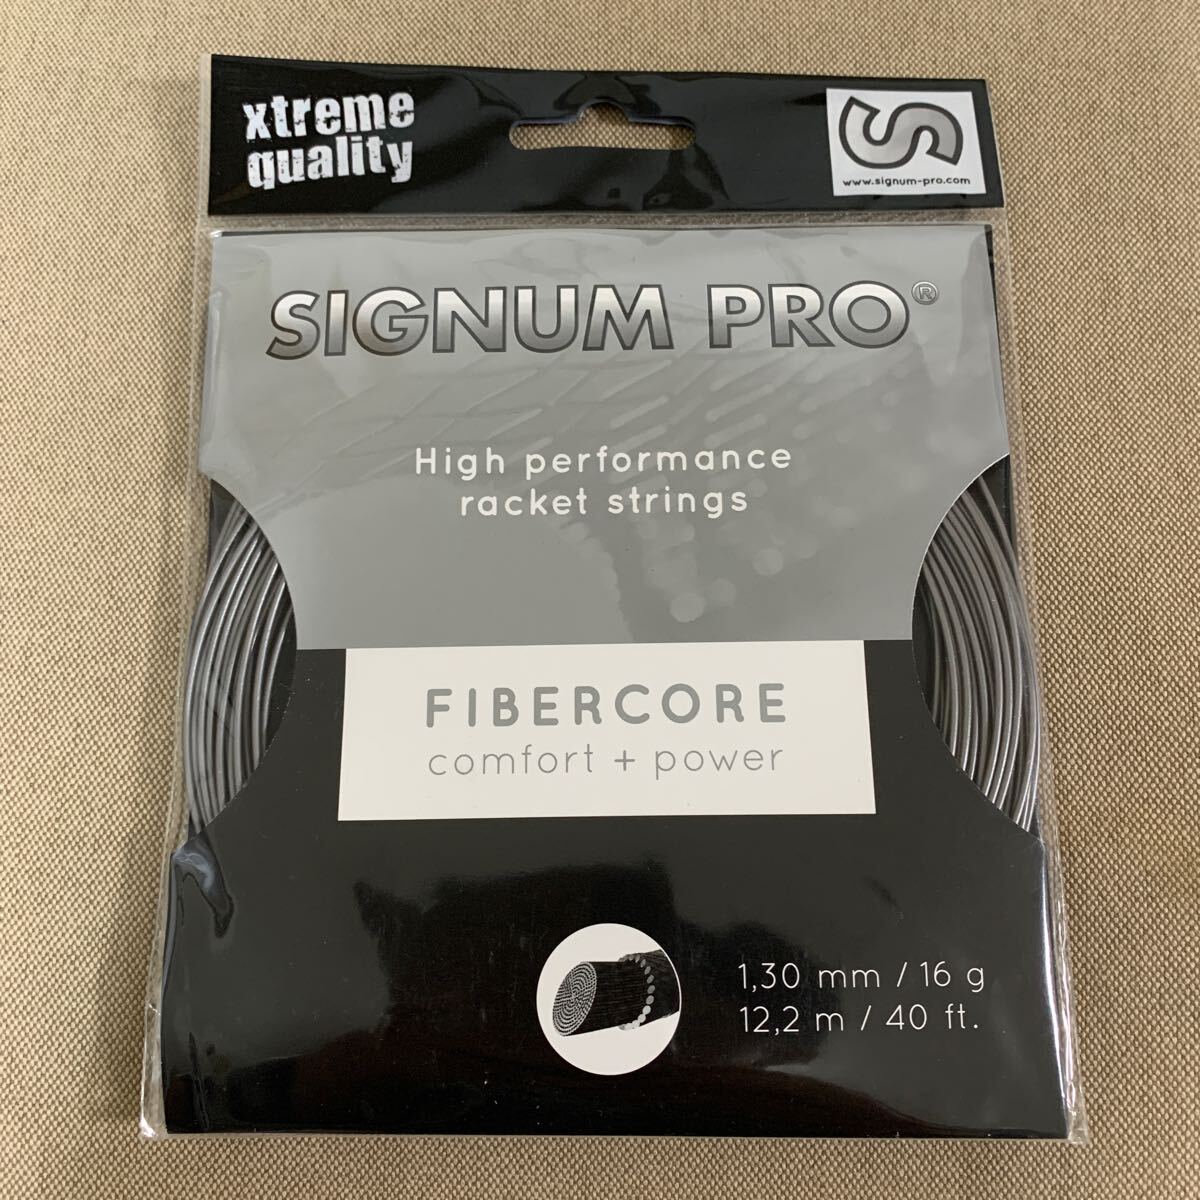 xtreme
quality
www.signum-pro.com
SIGNUM PRO®
High performance
racket strings
FIBERCORE
comfort + power
1,30 mm / 16 g
12,2 m / 40 ft.